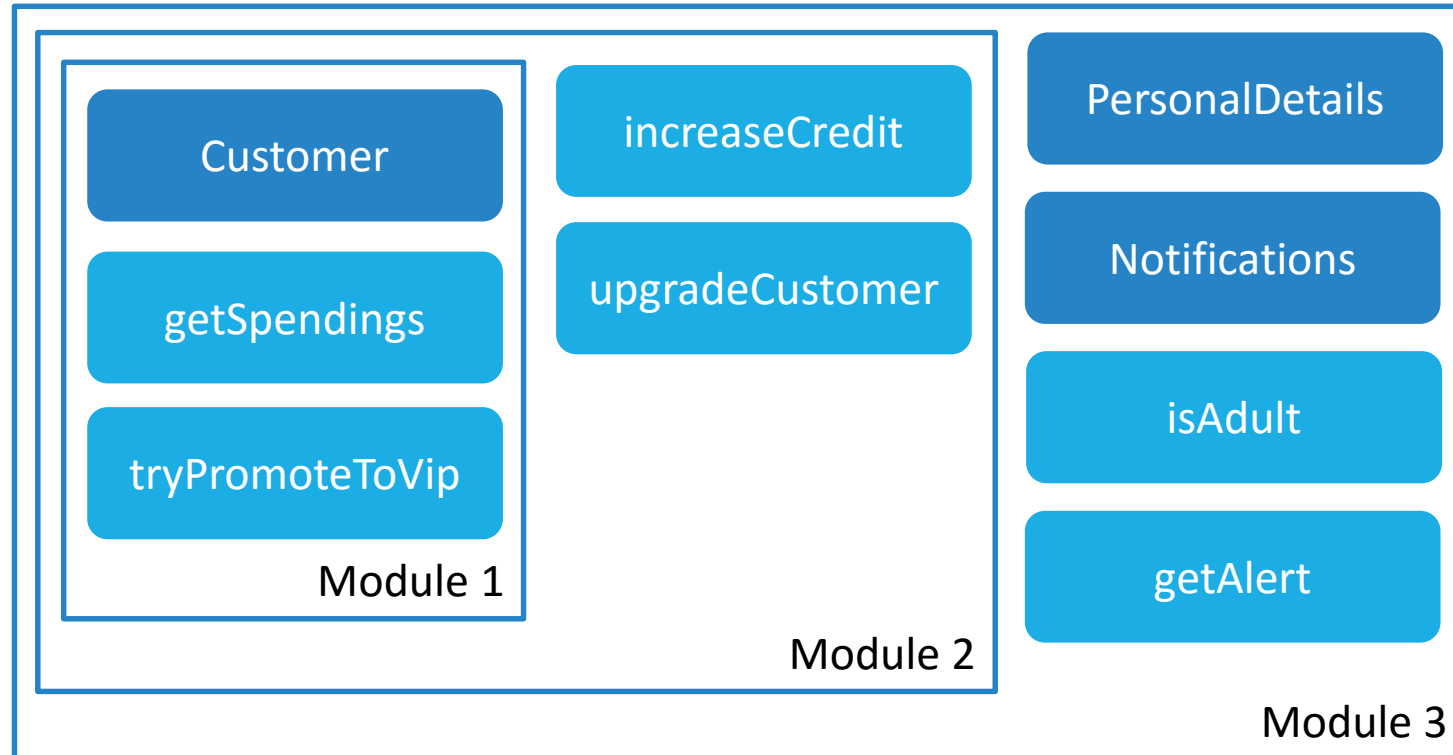 Customer
getSpendings
tryPromoteToVip
Module 1
increaseCredit
upgradeCustomer
Module 2
PersonalDetails
Notifications
isAdult
getAlert
Module 3